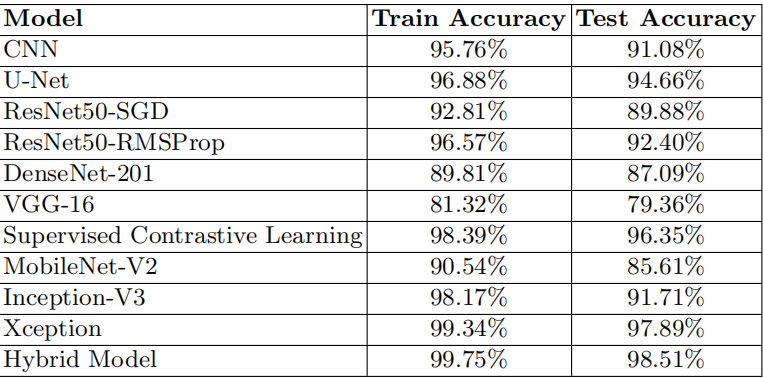 Model Train Accuracy Test Accuracy
CNN 95.76% 91.08%
U-Net 96.88% 94.66%
ResNet50-SGD 92.81% 89.88%
ResNet50-RMSProp 96.57% 92.40%
DenseNet-201 89.81% 87.09%
VGG-16 81.32% 79.36%
Supervised Contrastive Learning 98.39% 96.35%
MobileNet-V2 90.54% 85.61%
Inception-V3 98.17% 91.71%
Xception 99.34% 97.89%
Hybrid Model 99.75% 98.51%